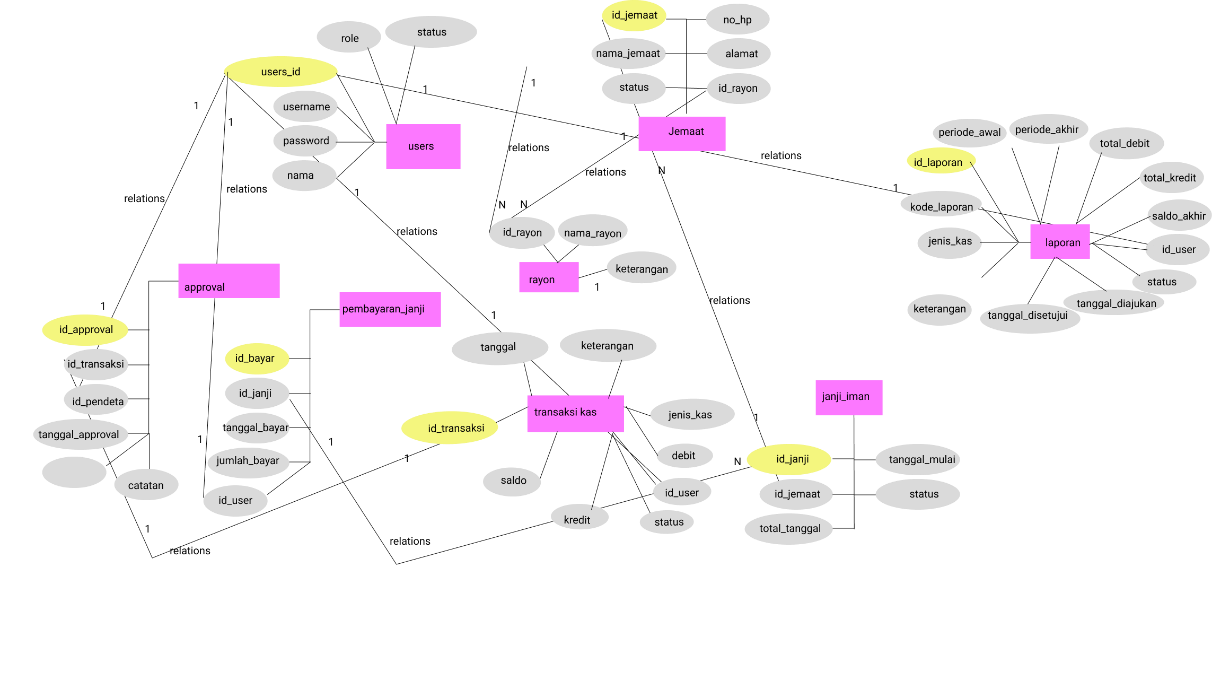 role
status
users_id
username
password
nama
users
1
1
1
relations
relations
1
relations
1
relations
N
N
relations
id_jemaat
no_hp
nama_jemaat
alamat
status
id_rayon
Jemaat
1
N
relations
1
periode_awal
periode_akhir
total_debit
id_laporan
total_kredit
kode_laporan
saldo_akhir
jenis_kas
laporan
id_user
status
tanggal_diajukan
keterangan
tanggal_disetujui
id_rayon
nama_rayon
rayon
keterangan
1
approval
1
id_approval
id_transaksi
id_pendeta
tanggal_approval
catatan
1
relations
pembayaran_janji
id_bayar
id_janji
tanggal_bayar
jumlah_bayar
id_user
1
1
relations
1
tanggal
keterangan
transaksi kas
jenis_kas
id_transaksi
1
debit
saldo
id_user
kredit
status
relations
1
N
janji_iman
id_janji
tanggal_mulai
id_jemaat
status
total_tanggal